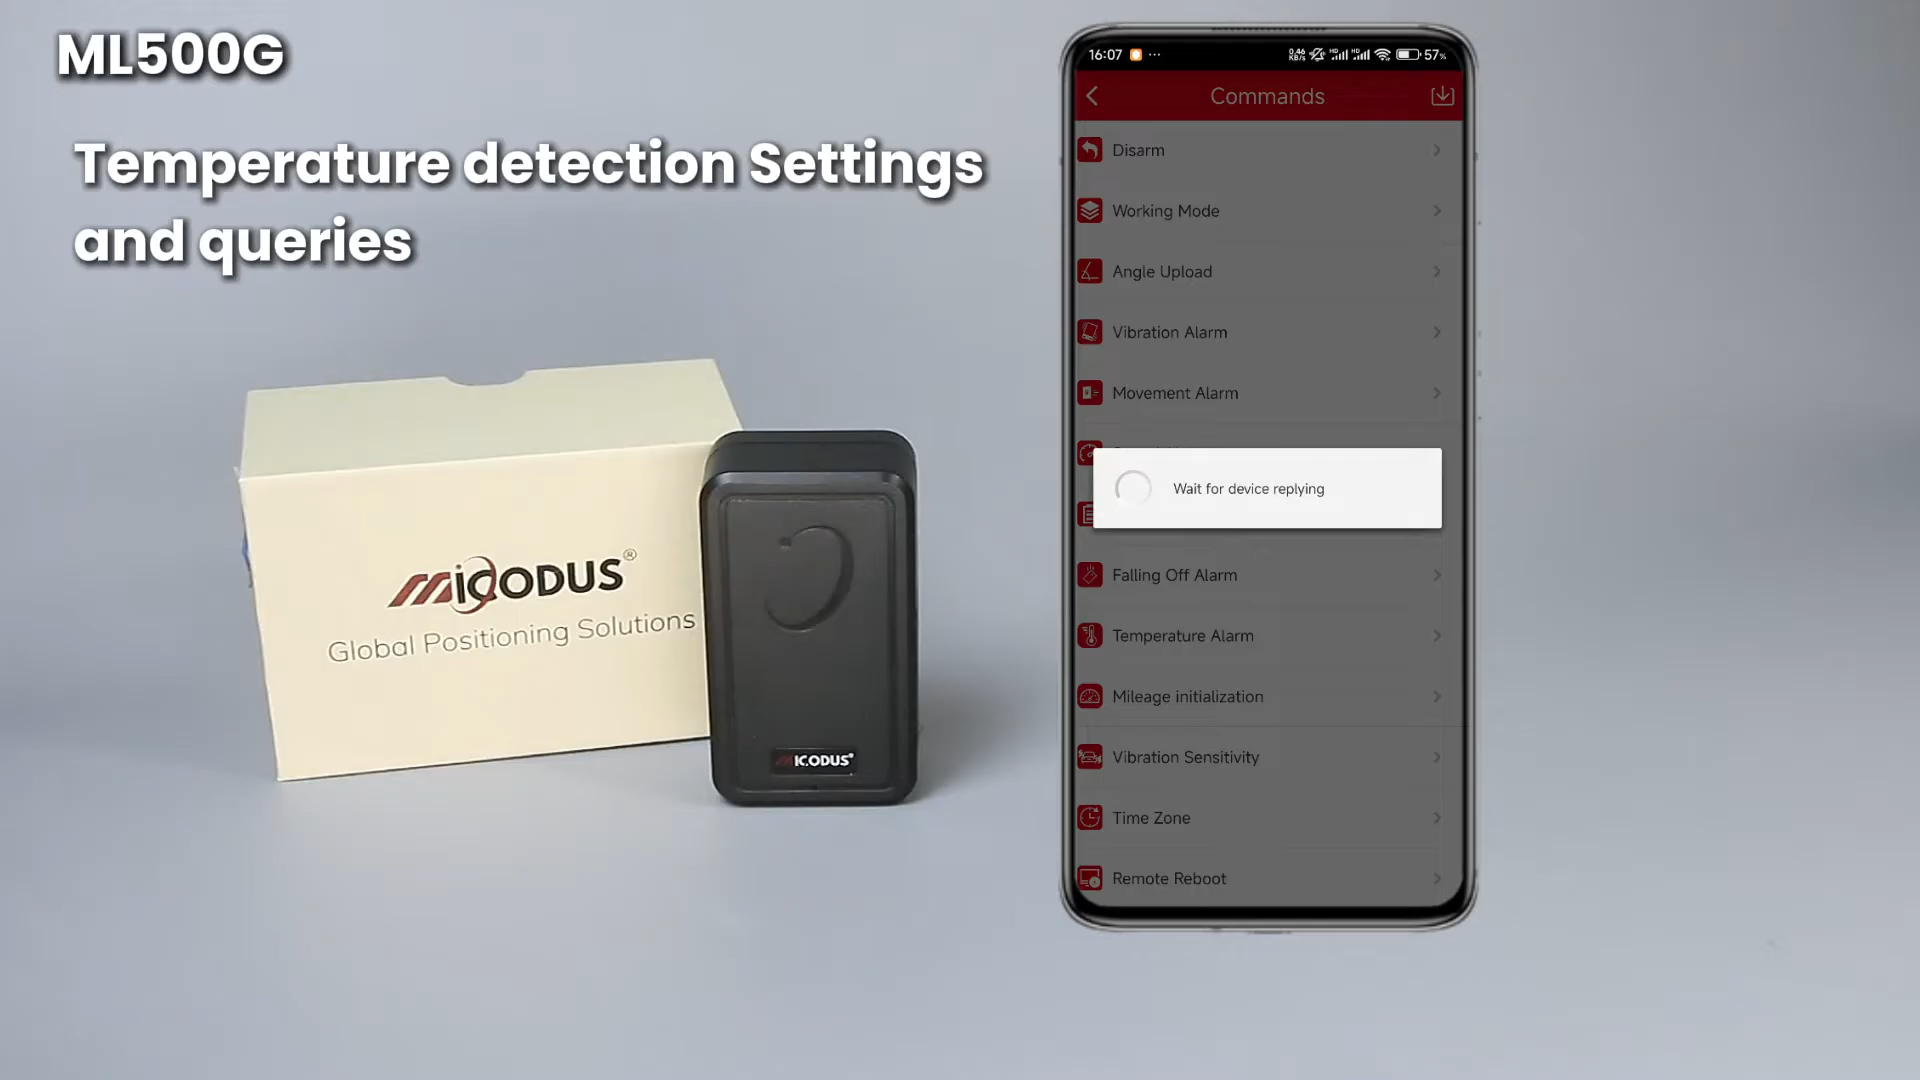 ML500G
Temperature detection Settings
and queries
MICODUS®
Global Positioning Solutions
MICODUS®
16:07 ··· 57%
Commands
Disarm
Working Mode
Angle Upload
Vibration Alarm
Movement Alarm
Wait for device replying
Falling Off Alarm
Temperature Alarm
Mileage initialization
Vibration Sensitivity
Time Zone
Remote Reboot